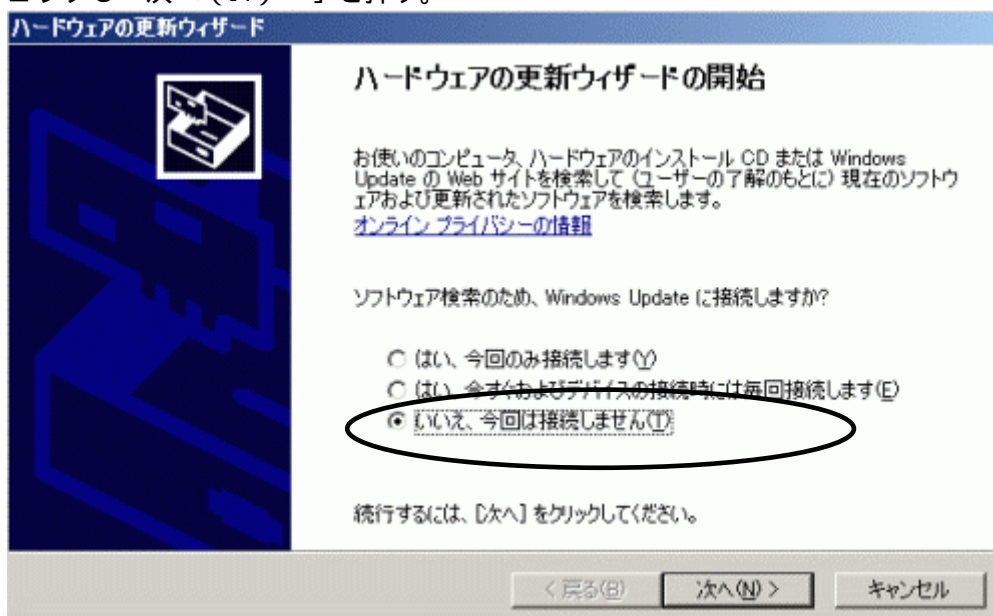 ハードウェアの更新ウィザード
ハードウェアの更新ウィザードの開始
お使いのコンピュータ、ハードウェアのインストール CD または Windows
Update の Web サイトを検索して (ユーザーの了解のもとに) 現在のソフトウ
ェアおよび更新されたソフトウェアを検索します。
オンライン プライバシーの情報
ソフトウェア検索のため、Windows Update に接続しますか?
はい、今回のみ接続します(Y)
はい、今すぐおよびデバイスの接続時には毎回接続します(E)
いいえ、今回は接続しません(T)
続行するには、[次へ] をクリックしてください。
< 戻る(B)
次へ(N) >
キャンセル